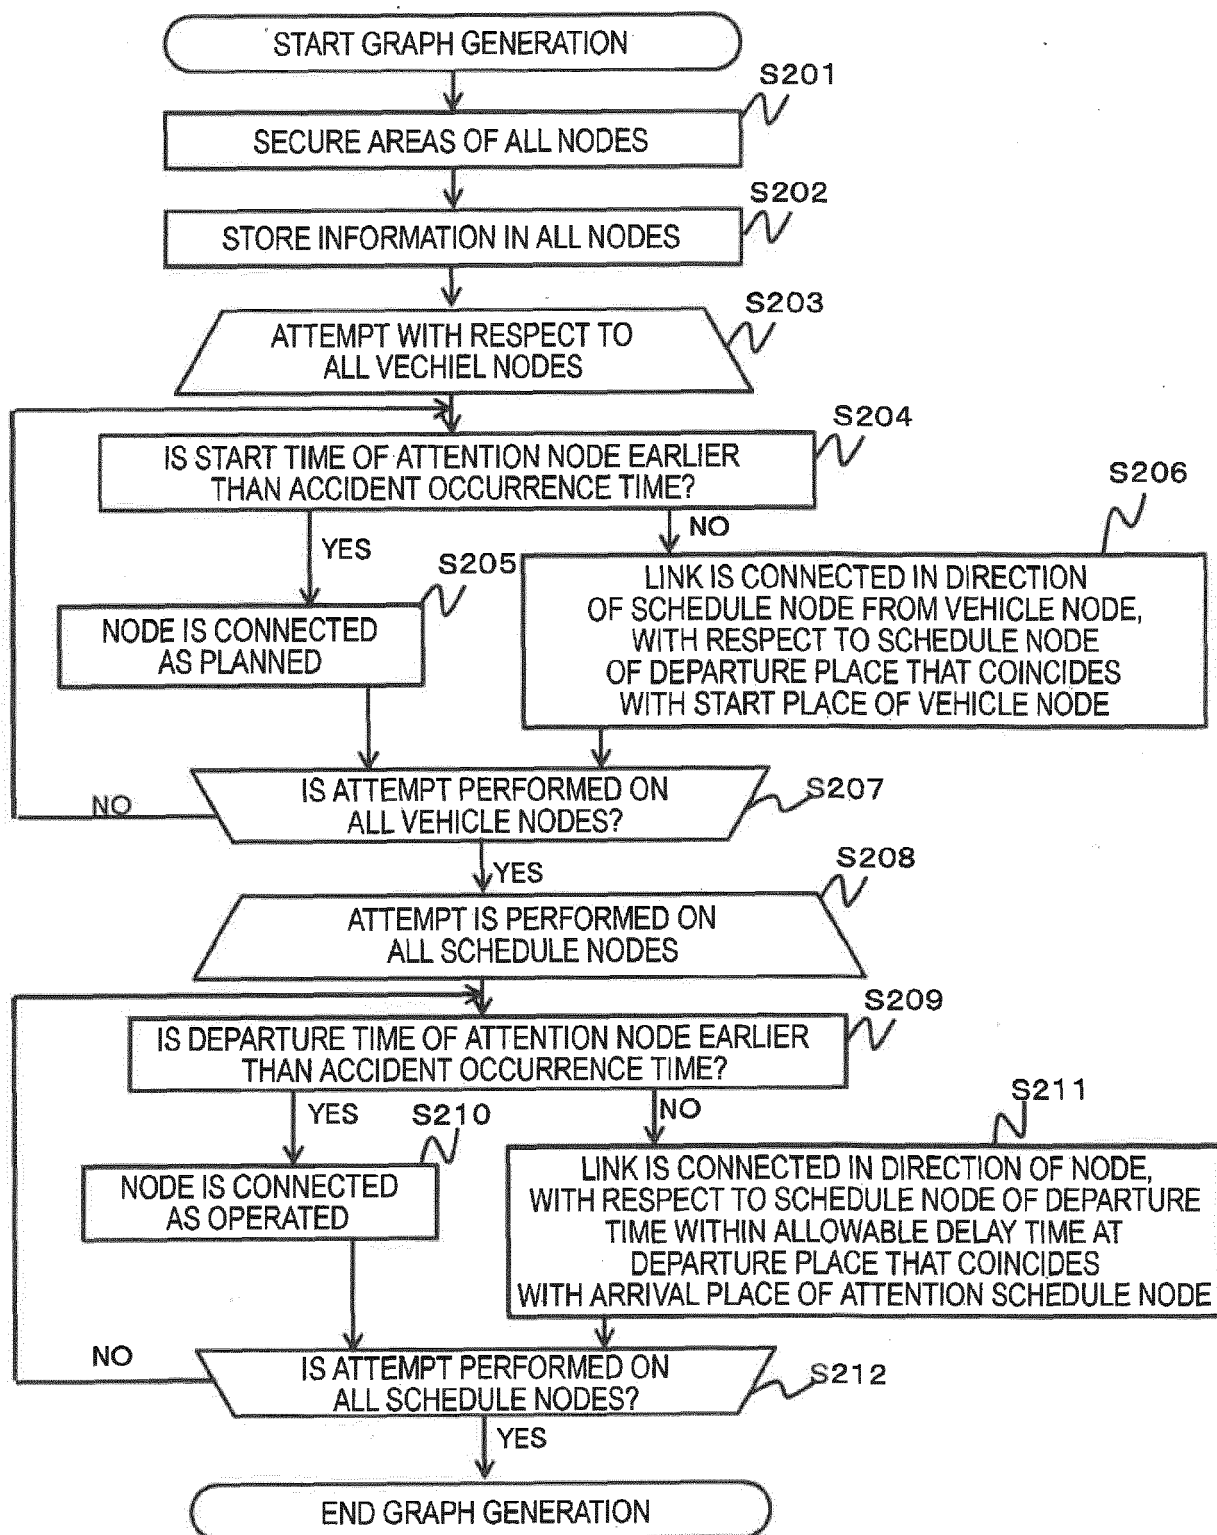 START GRAPH GENERATION
S201
SECURE AREAS OF ALL NODES
S202
STORE INFORMATION IN ALL NODES
S203
ATTEMPT WITH RESPECT TO
ALL VECHIEL NODES
S204
IS START TIME OF ATTENTION NODE EARLIER
THAN ACCIDENT OCCURRENCE TIME?
YES
NO
S205
NODE IS CONNECTED
AS PLANNED
S206
LINK IS CONNECTED IN DIRECTION
OF SCHEDULE NODE FROM VEHICLE NODE,
WITH RESPECT TO SCHEDULE NODE
OF DEPARTURE PLACE THAT COINCIDES
WITH START PLACE OF VEHICLE NODE
IS ATTEMPT PERFORMED ON
ALL VEHICLE NODES?
S207
NO
YES
S208
ATTEMPT IS PERFORMED ON
ALL SCHEDULE NODES
S209
IS DEPARTURE TIME OF ATTENTION NODE EARLIER
THAN ACCIDENT OCCURRENCE TIME?
YES
NO
S210
NODE IS CONNECTED
AS OPERATED
S211
LINK IS CONNECTED IN DIRECTION OF NODE,
WITH RESPECT TO SCHEDULE NODE OF DEPARTURE
TIME WITHIN ALLOWABLE DELAY TIME AT
DEPARTURE PLACE THAT COINCIDES
WITH ARRIVAL PLACE OF ATTENTION SCHEDULE NODE
NO
IS ATTEMPT PERFORMED ON
ALL SCHEDULE NODES?
S212
YES
END GRAPH GENERATION